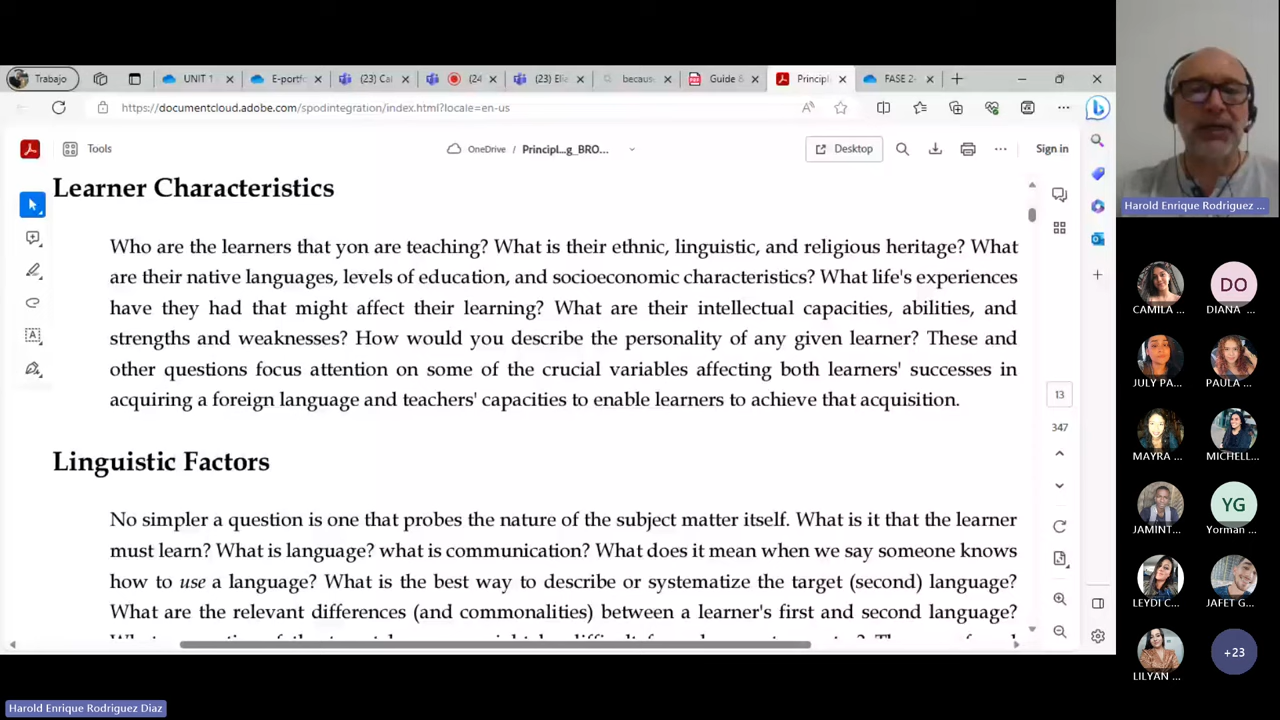 Trabajo
UNIT 1
E-portfo
(23) Cal
(24
(23) Elie
becaus
Guide &
Principl
FASE 2-
https://documentcloud.adobe.com/spodintegration/index.html?locale=en-us
Tools
OneDrive / Principl...g_BRO...
Desktop
Sign in
Learner Characteristics
Who are the learners that yon are teaching? What is their ethnic, linguistic, and religious heritage? What
are their native languages, levels of education, and socioeconomic characteristics? What life's experiences
have they had that might affect their learning? What are their intellectual capacities, abilities, and
strengths and weaknesses? How would you describe the personality of any given learner? These and
other questions focus attention on some of the crucial variables affecting both learners' successes in
acquiring a foreign language and teachers' capacities to enable learners to achieve that acquisition.
13
347
Linguistic Factors
No simpler a question is one that probes the nature of the subject matter itself. What is it that the learner
must learn? What is language? what is communication? What does it mean when we say someone knows
how to use a language? What is the best way to describe or systematize the target (second) language?
What are the relevant differences (and commonalities) between a learner's first and second language?
Harold Enrique Rodriguez ...
CAMILA ...
DO
DIANA ...
JULY PA...
PAULA ...
MAYRA ...
MICHELL...
JAMINT...
YG
Yorman ...
LEYDI C...
JAFET G...
LILYAN ...
+23
Harold Enrique Rodriguez Diaz